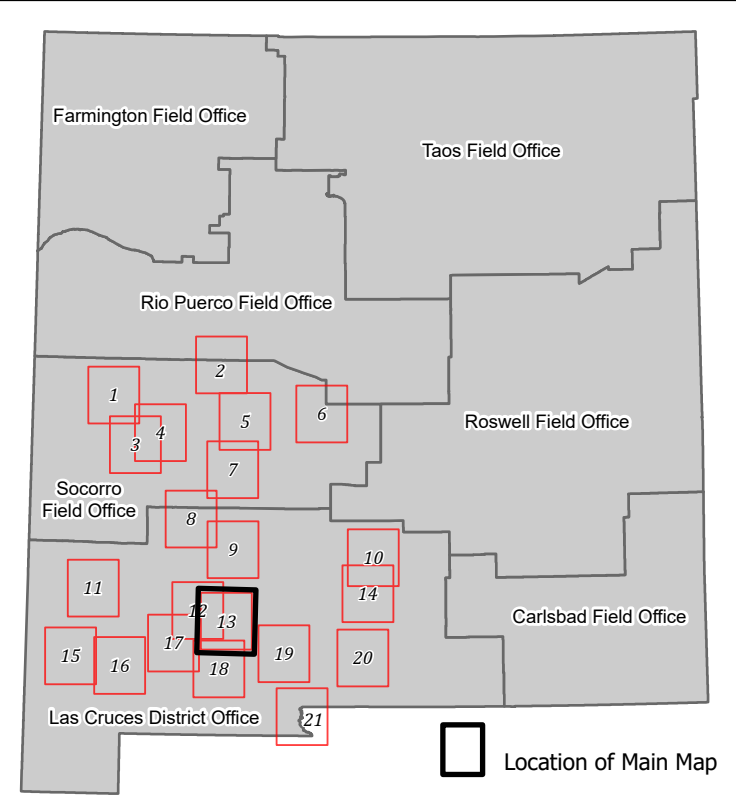 Farmington Field Office
Taos Field Office
Rio Puerco Field Office
2
1
6
5
4
3
Roswell Field Office
7
Socorro
Field Office
8
9
10
11
14
12
13
Carlsbad Field Office
17
19
15
20
16
18
Las Cruces District Office
21
Location of Main Map